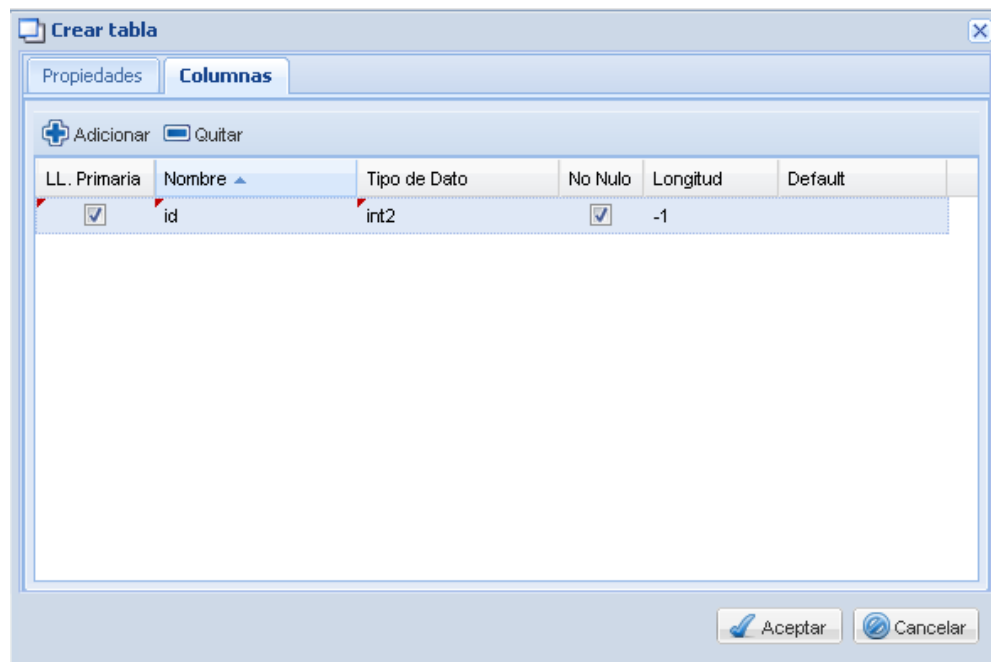 Crear tabla
Propiedades Columnas
Adicionar Quitar
LL. Primaria Nombre Tipo de Dato No Nulo Longitud Default
id int2 -1
Aceptar Cancelar